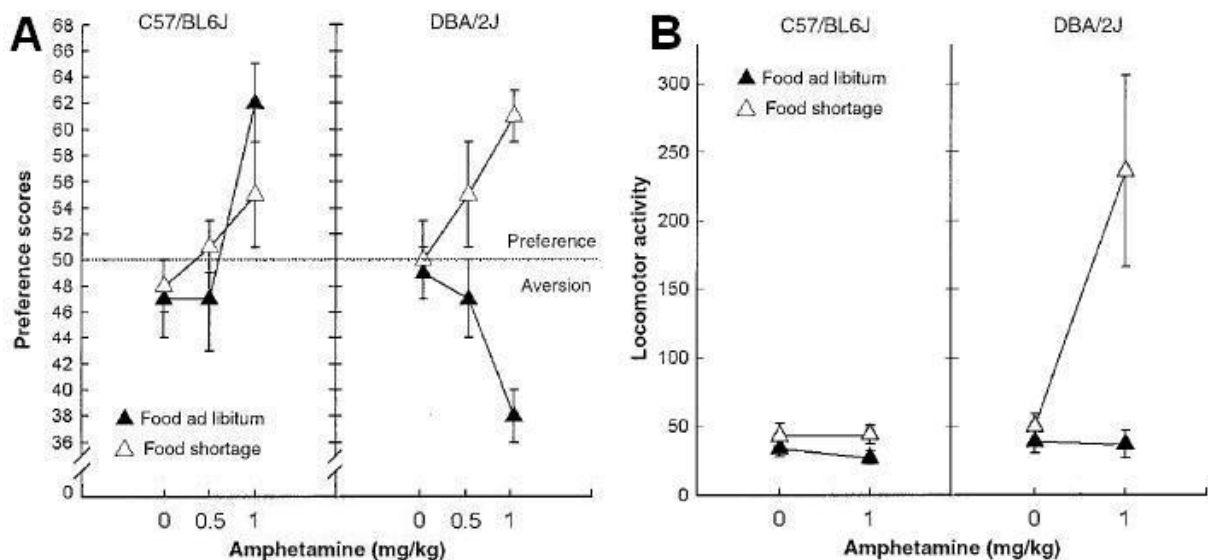 A
C57/BL6J
DBA/2J
68
66
64
62
60
58
56
54
52
50
48
46
44
42
40
38
36
0
Preference scores
Preference
Aversion
Food ad libitum
Food shortage
0
0.5
1
0
0.5
1
Amphetamine (mg/kg)
B
C57/BL6J
DBA/2J
Food ad libitum
Food shortage
300
250
200
150
100
50
0
Locomotor activity
0
1
0
1
Amphetamine (mg/kg)